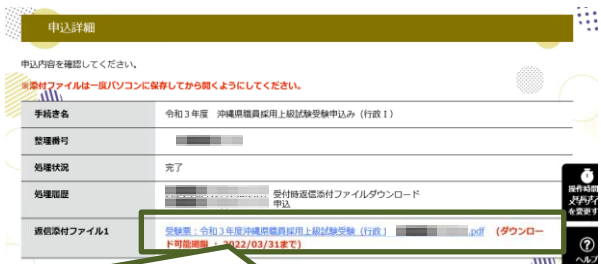 申込詳細
申込内容を確認してください。
※添付ファイルは一度パソコンに保存してから開くようにしてください。
手続き名
令和3年度 沖縄県職員採用上級試験受験申込み（行政Ⅰ）
整理番号
処理状況
完了
処理履歴
受付時返信添付ファイルダウンロード
申込
返信添付ファイル1
受験票：令和3年度沖縄県職員採用上級試験受験（行政Ⅰ .pdf (ダウンロー
ド可能期限 : 2022/03/31まで)
操作時間
を変更す
ヘルプ